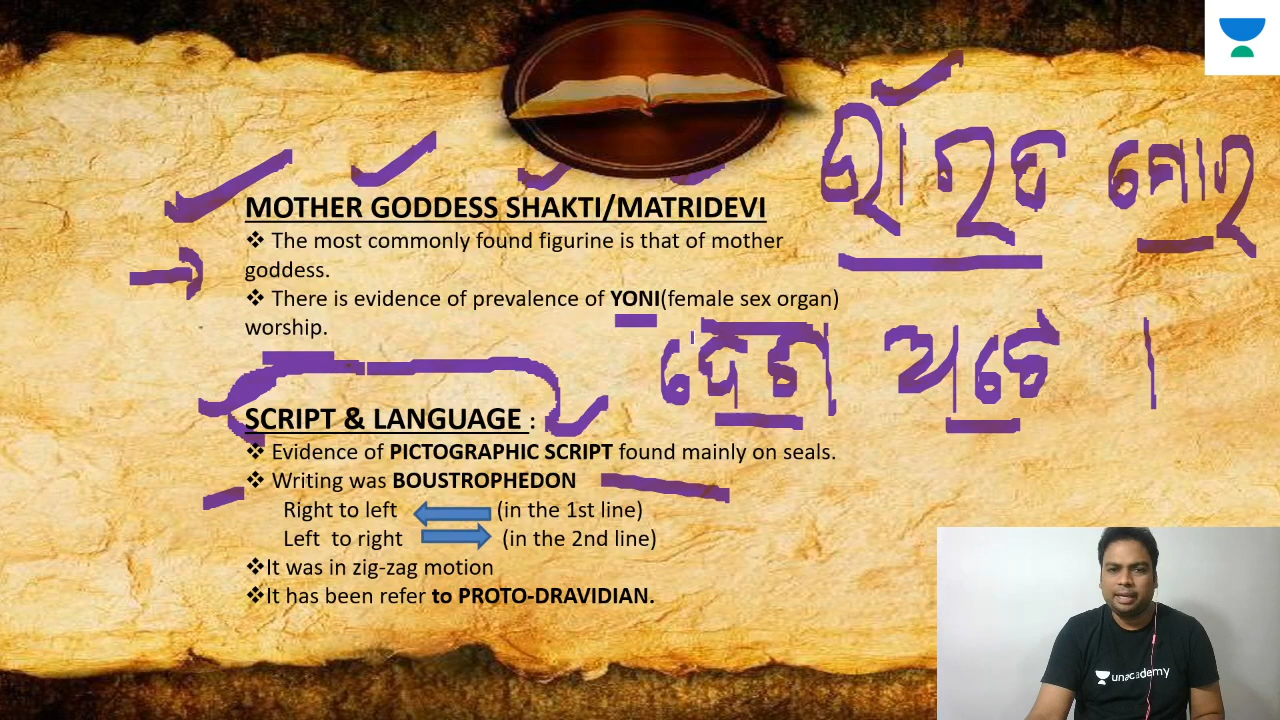 MOTHER GODDESS SHAKTI/MATRIDEVI
❖ The most commonly found figurine is that of mother
goddess.
❖ There is evidence of prevalence of YONI(female sex organ)
worship.
SCRIPT & LANGUAGE :
❖ Evidence of PICTOGRAPHIC SCRIPT found mainly on seals.
❖ Writing was BOUSTROPHEDON
Right to left (in the 1st line)
Left to right (in the 2nd line)
❖It was in zig-zag motion
❖It has been refer to PROTO-DRAVIDIAN.
ଭାରତ ମୋର
ଦେଶ ଅଟେ ।
unacademy